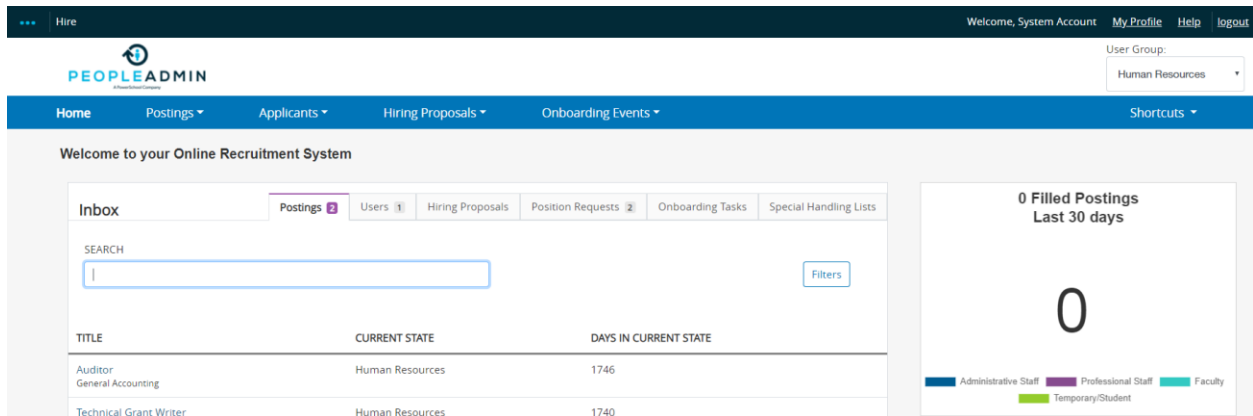 ••• Hire Welcome, System Account My Profile Help logout
PEOPLEADMIN
A PowerSchool Company
User Group:
Human Resources
Home Postings Applicants Hiring Proposals Onboarding Events Shortcuts
Welcome to your Online Recruitment System
Inbox Postings 2 Users 1 Hiring Proposals Position Requests 2 Onboarding Tasks Special Handling Lists
SEARCH
Filters
TITLE CURRENT STATE DAYS IN CURRENT STATE
Auditor Human Resources 1746
General Accounting
Technical Grant Writer Human Resources 1740
0 Filled Postings
Last 30 days
0
Administrative Staff Professional Staff Faculty
Temporary/Student